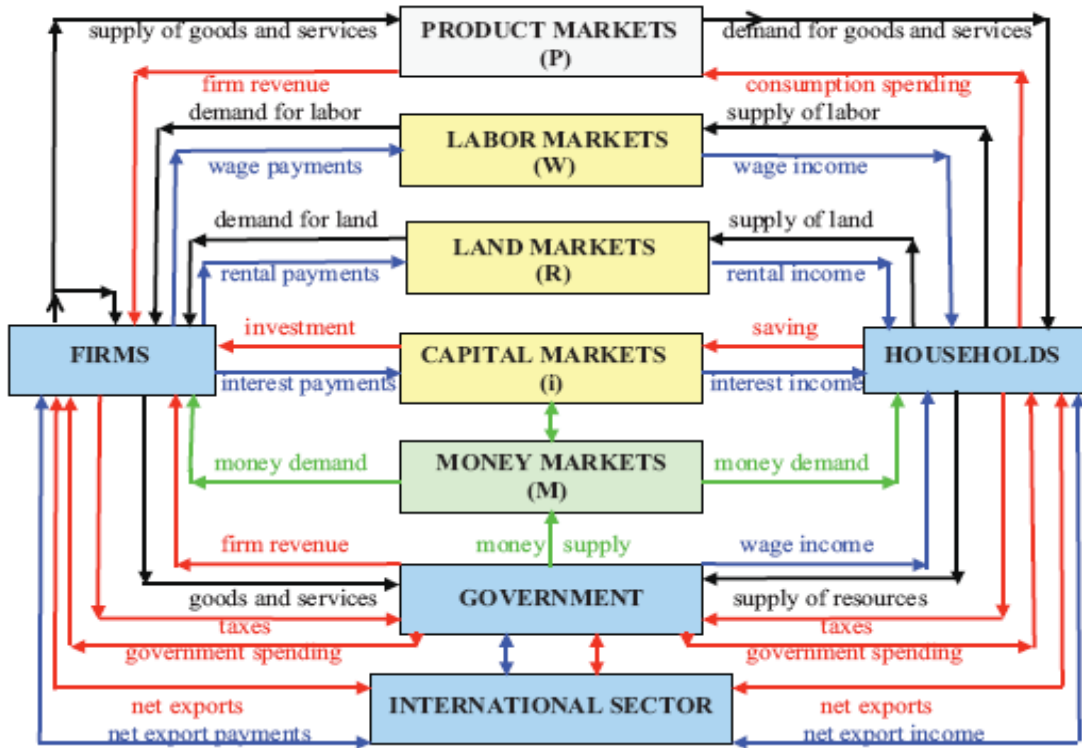 supply of goods and services
PRODUCT MARKETS
(P)
demand for goods and services
firm revenue
consumption spending
demand for labor
LABOR MARKETS
(W)
supply of labor
wage payments
wage income
demand for land
LAND MARKETS
(R)
supply of land
rental payments
rental income
FIRMS
investment
CAPITAL MARKETS
(i)
saving
HOUSEHOLDS
interest payments
interest income
money demand
MONEY MARKETS
(M)
money demand
firm revenue
money supply
wage income
goods and services
GOVERNMENT
supply of resources
taxes
taxes
government spending
government spending
INTERNATIONAL SECTOR
net exports
net exports
net export payments
net export income